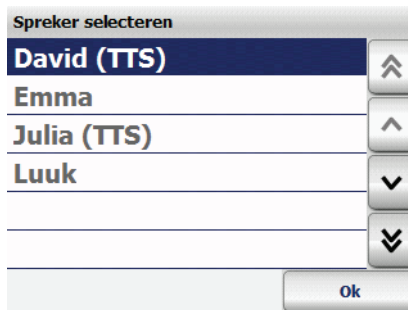 Spreker selecteren
David (TTS)
Emma
Julia (TTS)
Luuk
Ok